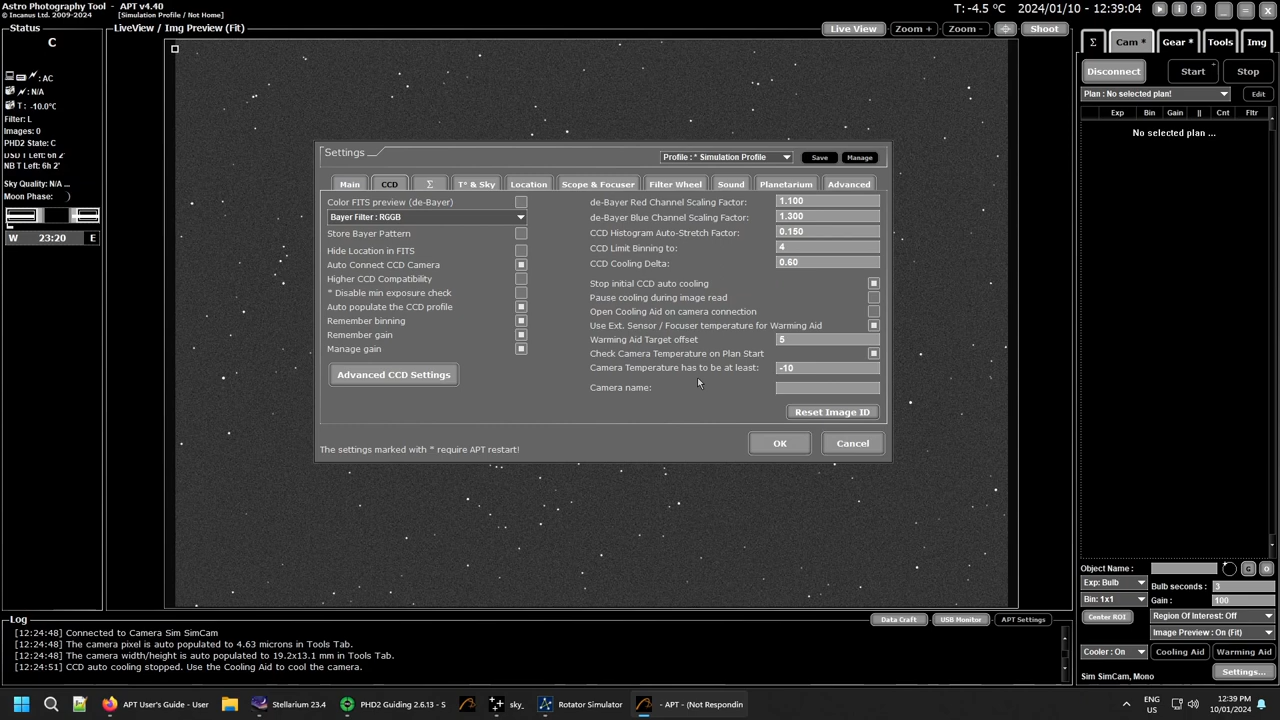 Astro Photography Tool - APT v4.40
© Incanus Ltd. 2009-2024 [Simulation Profile / Not Home]
T: -4.5 °C 2024/01/10 - 12:39:04
Status
LiveView / Img Preview (Fit)
Live View Zoom + Zoom - Shoot
C
: AC
: N/A
T : -10.0°C
Filter: L
Images: 0
PHD2 State: C
DSD T Left: 6h 2'
NB T Left: 6h 2'
Sky Quality: N/A ...
Moon Phase:
W 23:20 E
Σ Cam * Gear * Tools Img
Disconnect Start + Stop
Plan : No selected plan! Edit
Exp Bin Gain || Cnt Fltr
No selected plan ...
Settings
Profile : * Simulation Profile Save Manage
Main CCD Σ T° & Sky Location Scope & Focuser Filter Wheel Sound Planetarium Advanced
Color FITS preview (de-Bayer)
Bayer Filter : RGGB
Store Bayer Pattern
Hide Location in FITS
Auto Connect CCD Camera
Higher CCD Compatibility
* Disable min exposure check
Auto populate the CCD profile
Remember binning
Remember gain
Manage gain
Advanced CCD Settings
de-Bayer Red Channel Scaling Factor: 1.100
de-Bayer Blue Channel Scaling Factor: 1.300
CCD Histogram Auto-Stretch Factor: 0.150
CCD Limit Binning to: 4
CCD Cooling Delta: 0.60
Stop initial CCD auto cooling
Pause cooling during image read
Open Cooling Aid on camera connection
Use Ext. Sensor / Focuser temperature for Warming Aid
Warming Aid Target offset 5
Check Camera Temperature on Plan Start
Camera Temperature has to be at least: -10
Camera name:
Reset Image ID
The settings marked with * require APT restart!
OK Cancel
Object Name : G O
Exp: Bulb Bulb seconds : 3
Bin: 1x1 Gain : 100
Center ROI Region Of Interest: Off
Image Preview : On (Fit)
Cooler : On Cooling Aid Warming Aid
Sim SimCam, Mono Settings...
Log
Data Craft USB Monitor APT Settings
[12:24:48] Connected to Camera Sim SimCam
[12:24:48] The camera pixel is auto populated to 4.63 microns in Tools Tab.
[12:24:48] The camera width/height is auto populated to 19.2x13.1 mm in Tools Tab.
[12:24:51] CCD auto cooling stopped. Use the Cooling Aid to cool the camera.
APT User's Guide - User
Stellarium 23.4
PHD2 Guiding 2.6.13 - S
sky_
Rotator Simulator
- APT - (Not Respondin
ENG
US
12:39 PM
10/01/2024